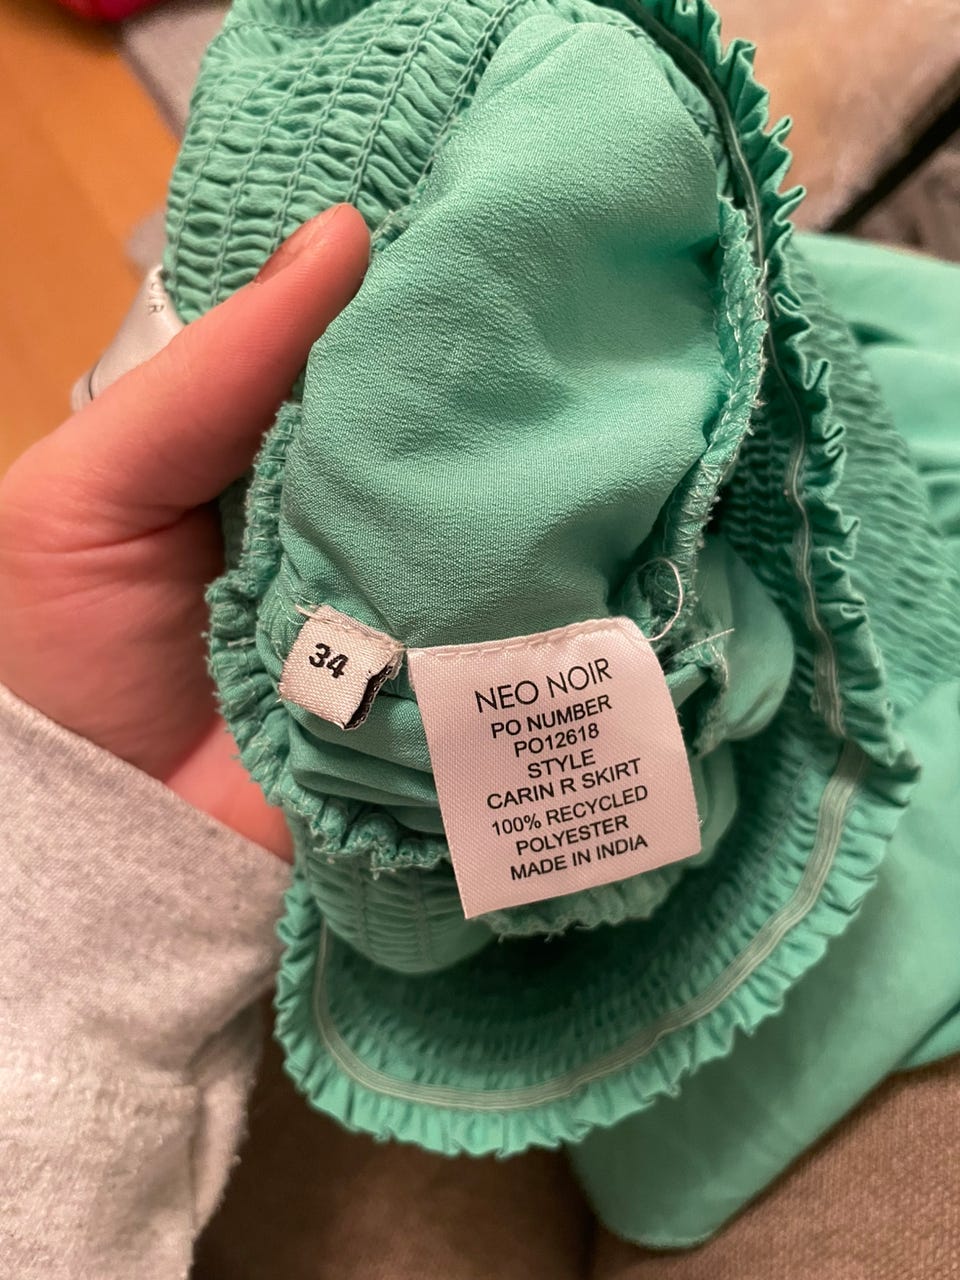 34
NEO NOIR
PO NUMBER
PO12618
STYLE
CARIN R SKIRT
100% RECYCLED
POLYESTER
MADE IN INDIA